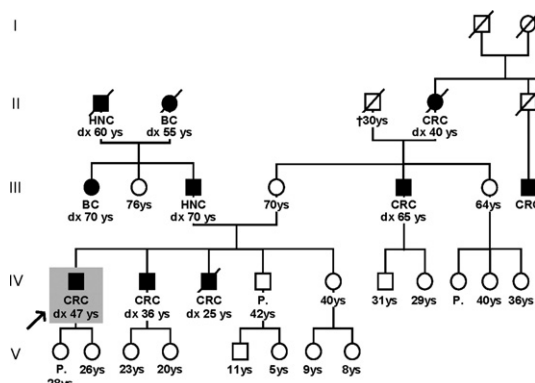 I
II
HNC BC †30ys CRC
dx 60 ys dx 55 ys dx 40 ys
III
BC 76ys HNC 70ys CRC 64ys CRC
dx 70 ys dx 70 ys dx 65 ys
IV
CRC CRC CRC P. 40ys 31ys 29ys P. 40ys 36ys
dx 47 ys dx 36 ys dx 25 ys 42ys
V
P. 26ys 23ys 20ys 11ys 5ys 9ys 8ys
28ys